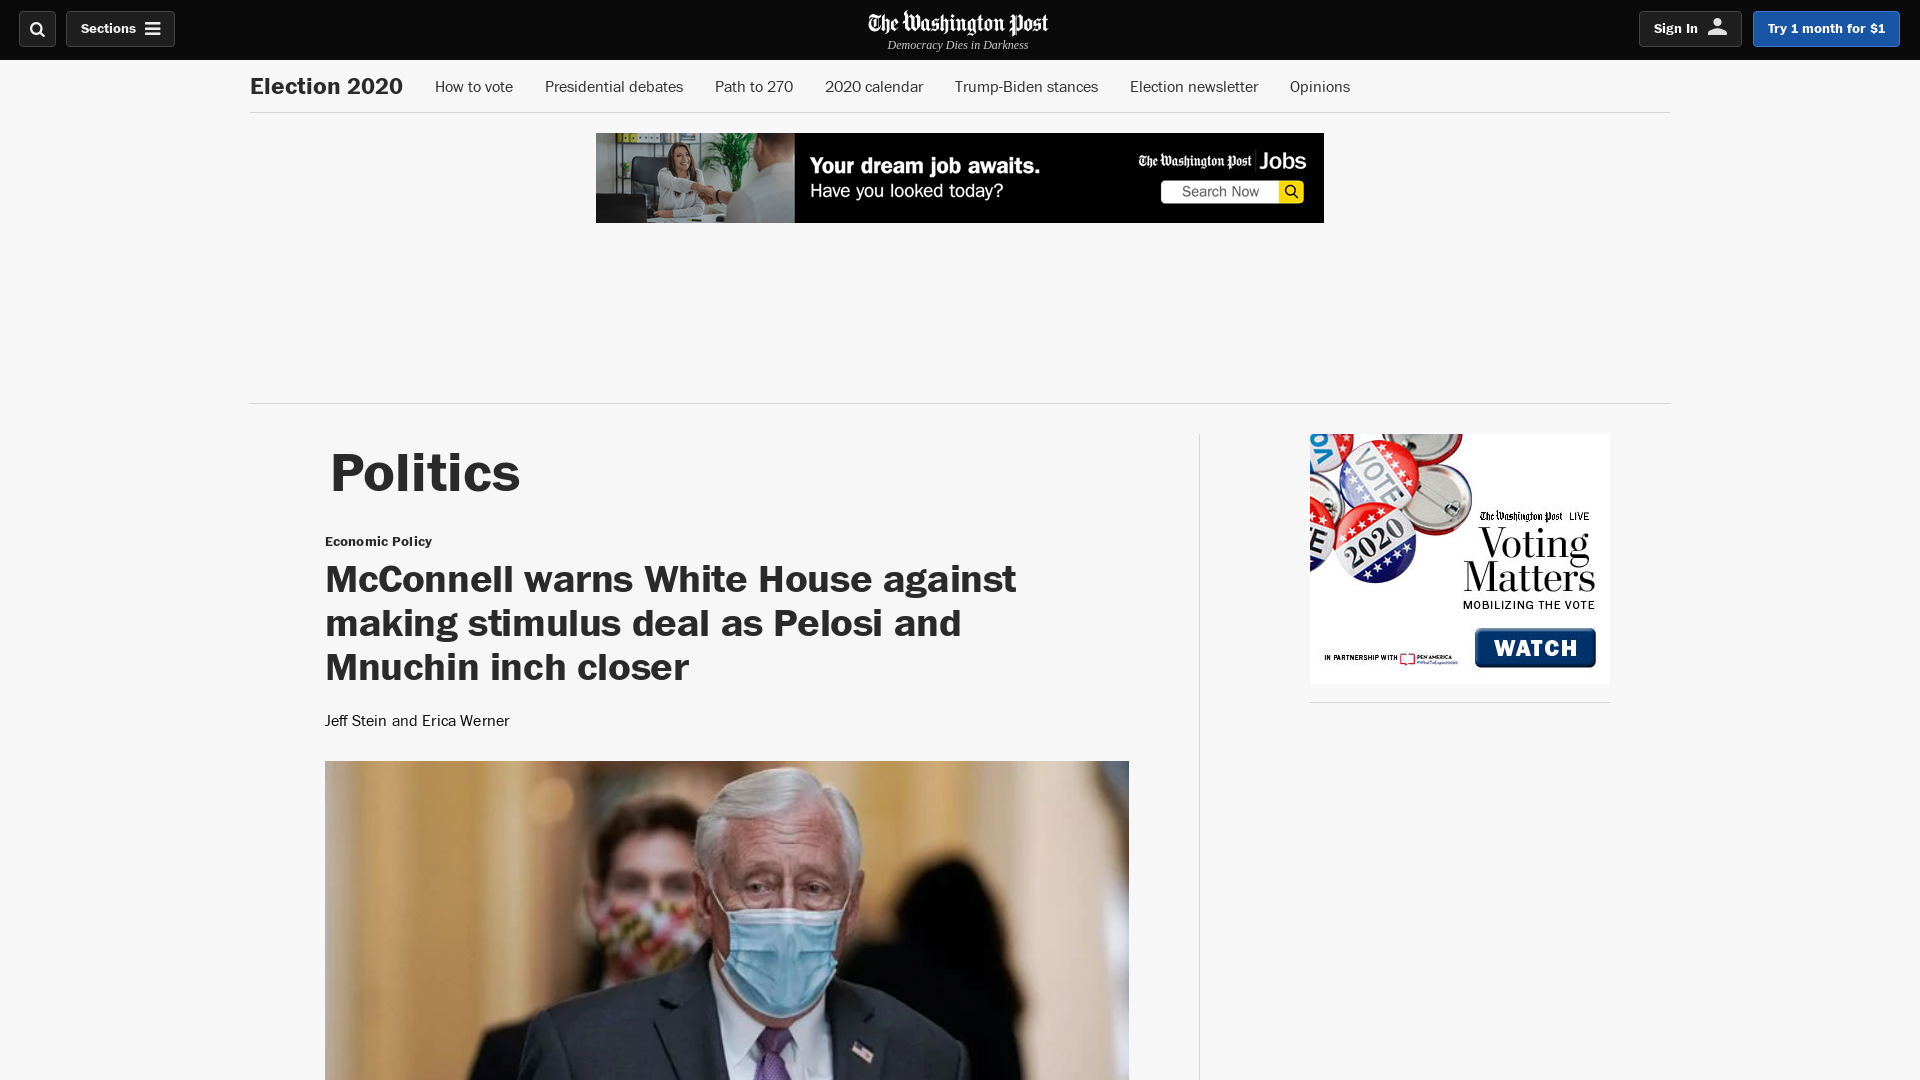 Sections
The Washington Post
Democracy Dies in Darkness
Sign In
Try 1 month for $1
Election 2020
How to vote
Presidential debates
Path to 270
2020 calendar
Trump-Biden stances
Election newsletter
Opinions
Your dream job awaits.
Have you looked today?
The Washington Post Jobs
Search Now
Politics
Economic Policy
McConnell warns White House against
making stimulus deal as Pelosi and
Mnuchin inch closer
Jeff Stein and Erica Werner
VOTE
2020
The Washington Post LIVE
Voting
Matters
MOBILIZING THE VOTE
WATCH
IN PARTNERSHIP WITH PEN AMERICA